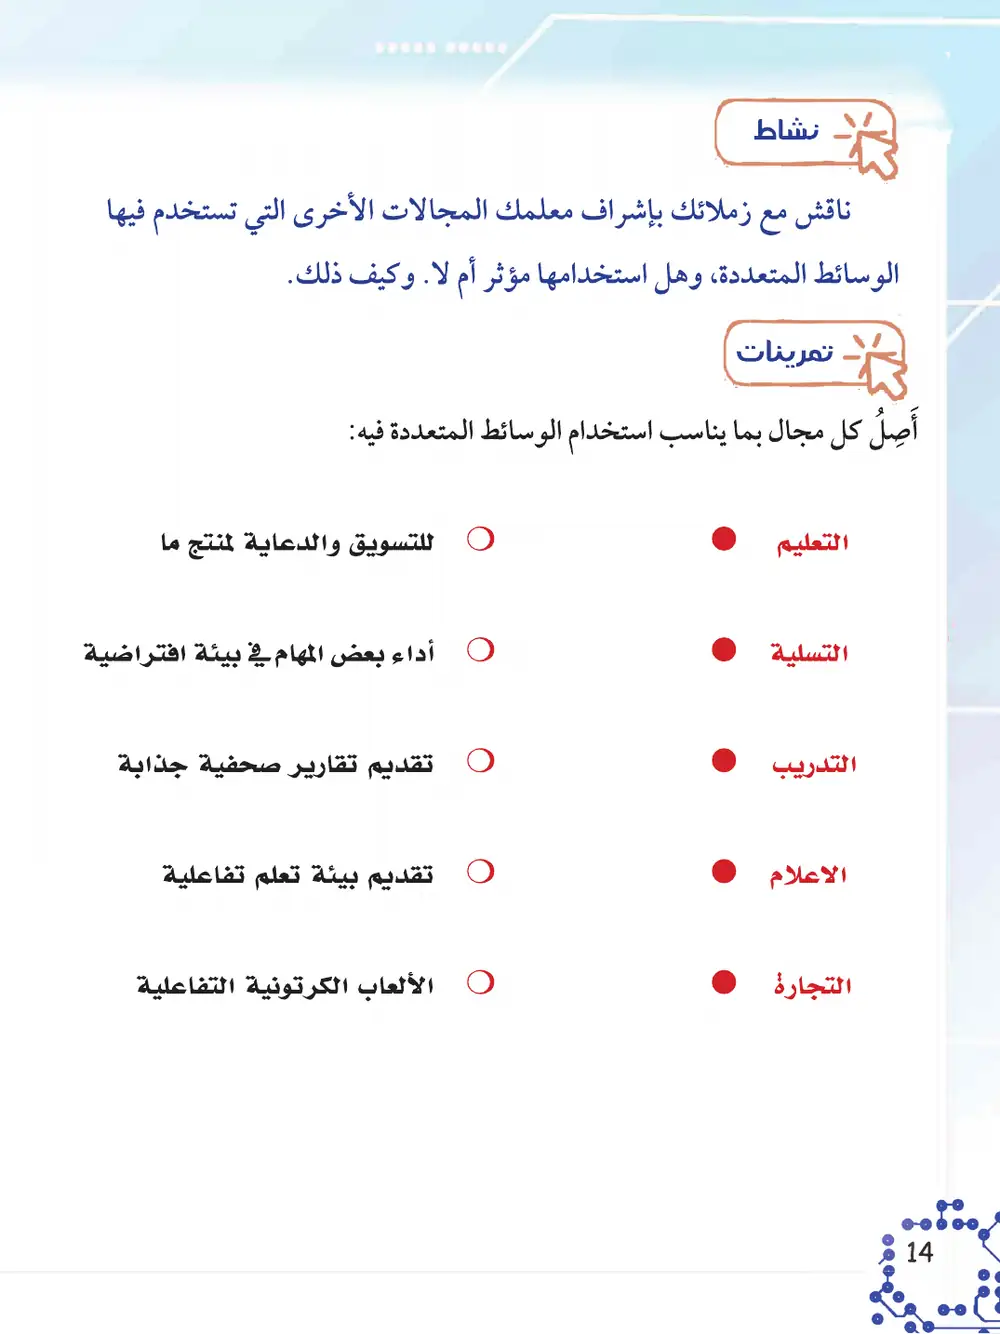 نشاط
ناقش مع زملائك بإشراف معلمك المجالات الأخرى التي تستخدم فيها
الوسائط المتعددة، وهل استخدامها مؤثر أم لا. وكيف ذلك.
تمرينات
أَصِلُ كل مجال بما يناسب استخدام الوسائط المتعددة فيه:
التعليم للتسويق والدعاية لمنتج ما
التسلية أداء بعض المهام في بيئة افتراضية
التدريب تقديم تقارير صحفية جذابة
الاعلام تقديم بيئة تعلم تفاعلية
التجارة الألعاب الكرتونية التفاعلية
14